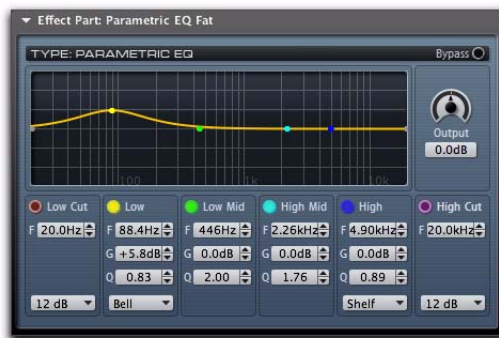 Effect Part: Parametric EQ Fat
TYPE: PARAMETRIC EQ
Bypass
100
1k
10k
Output
0.0dB
Low Cut
Low
Low Mid
High Mid
High
High Cut
F 20.0Hz
F 88.4Hz
F 446Hz
F 2.26kHz
F 4.90kHz
F 20.0kHz
G +5.8dB
G 0.0dB
G 0.0dB
G 0.0dB
Q 0.83
Q 2.00
Q 1.76
Q 0.89
12 dB
Bell
Shelf
12 dB